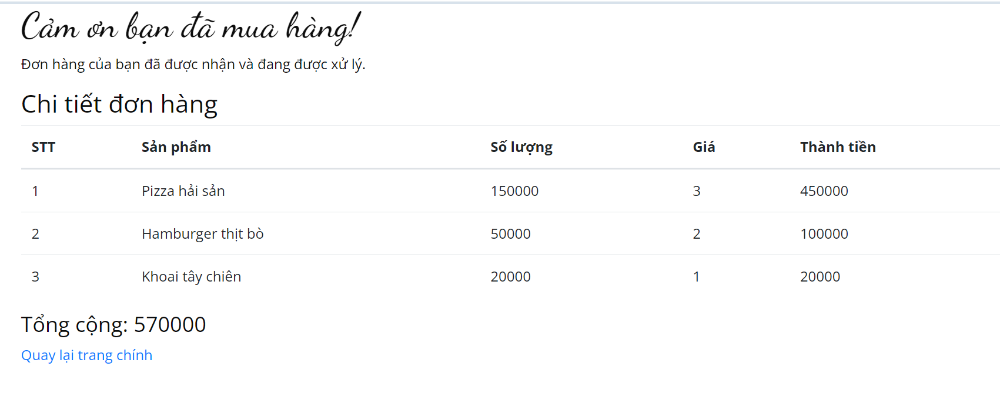 Cảm ơn bạn đã mua hàng!
Đơn hàng của bạn đã được nhận và đang được xử lý.
Chi tiết đơn hàng
STT Sản phẩm Số lượng Giá Thành tiền
1 Pizza hải sản 150000 3 450000
2 Hamburger thịt bò 50000 2 100000
3 Khoai tây chiên 20000 1 20000
Tổng cộng: 570000
Quay lại trang chính